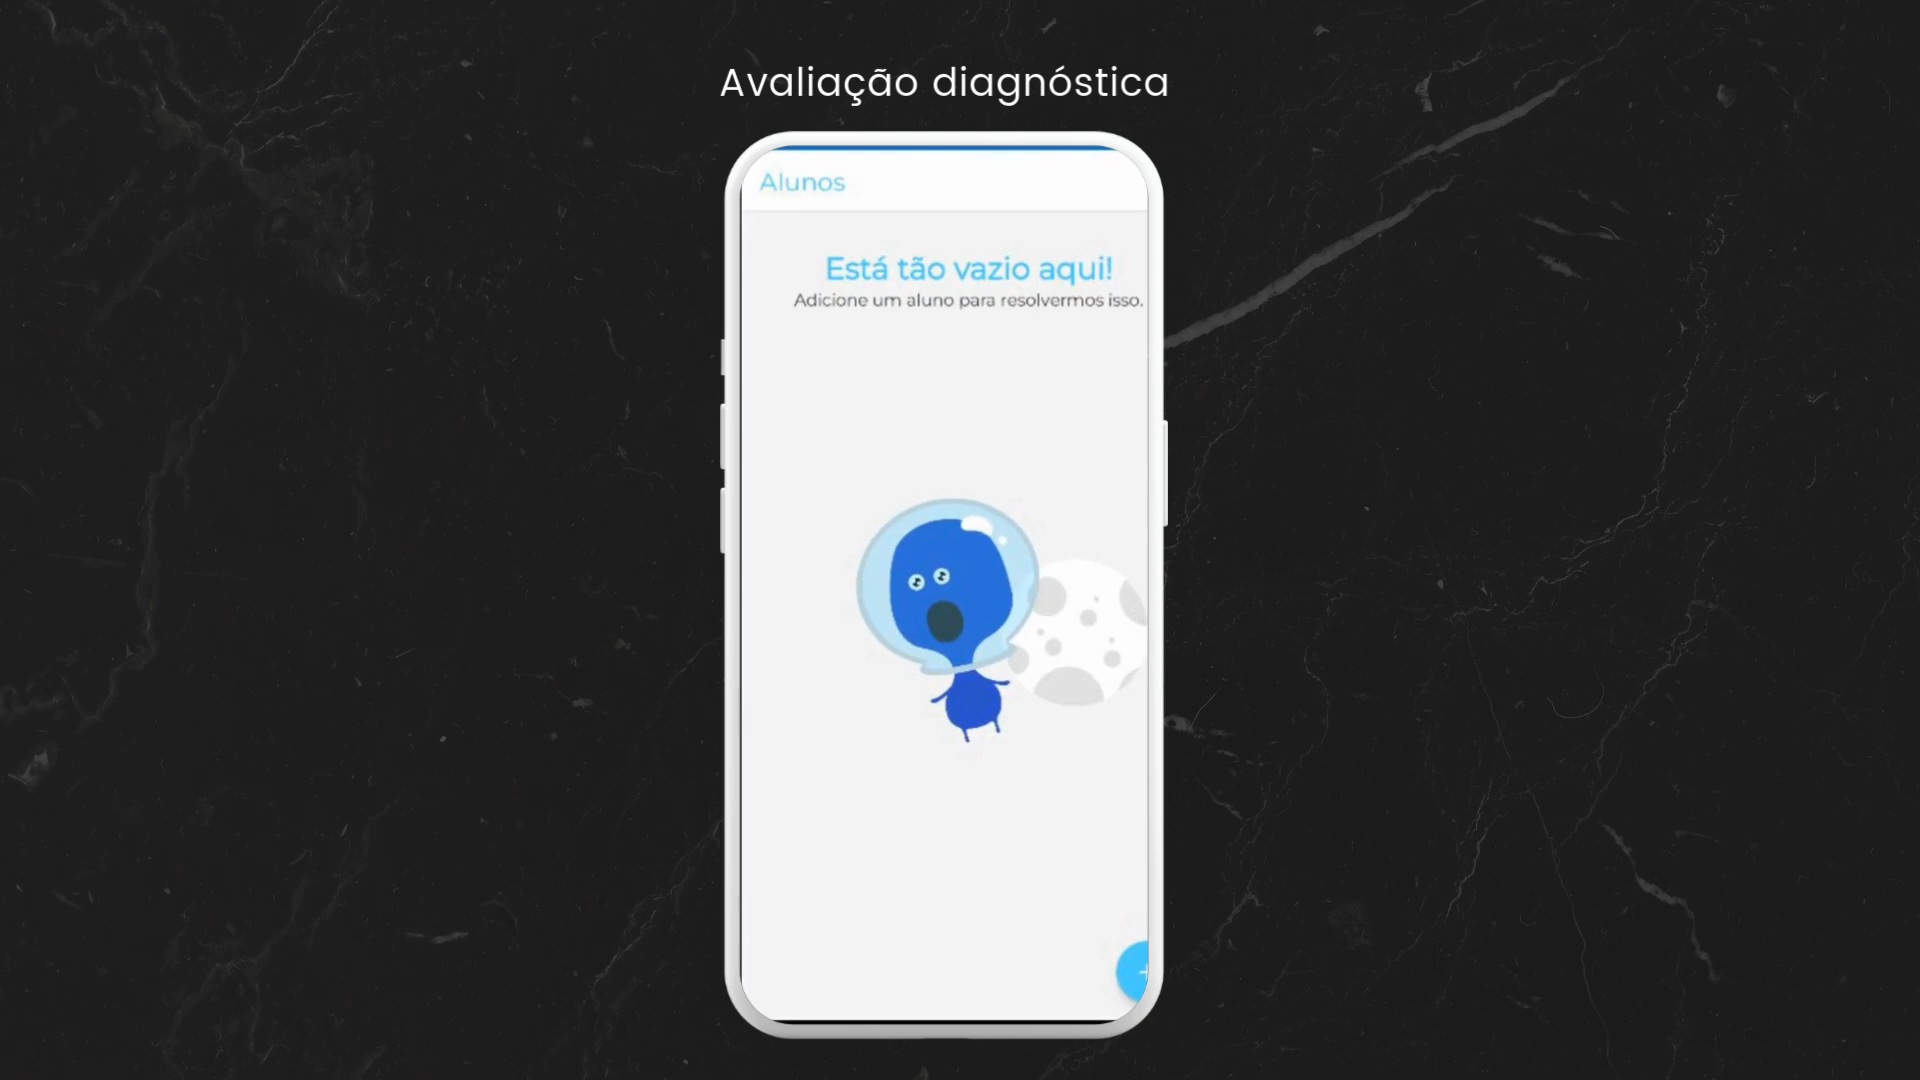 Avaliação diagnóstica
Alunos
Está tão vazio aqui!
Adicione um aluno para resolvermos isso.